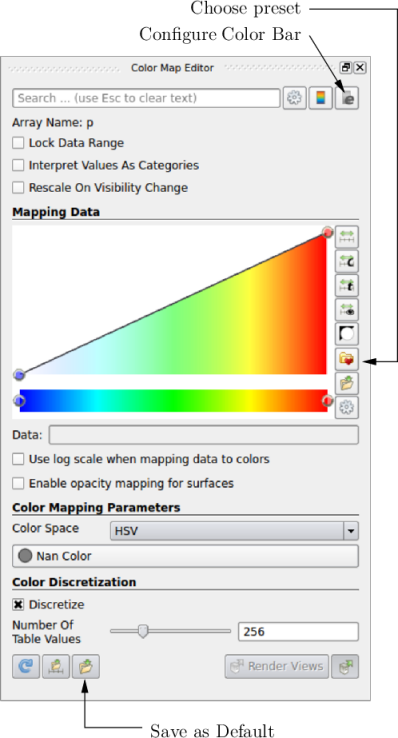 Choose preset
Configure Color Bar
Color Map Editor
Search ... (use Esc to clear text)
Array Name: p
Lock Data Range
Interpret Values As Categories
Rescale On Visibility Change
Mapping Data
Data:
Use log scale when mapping data to colors
Enable opacity mapping for surfaces
Color Mapping Parameters
Color Space HSV
Nan Color
Color Discretization
Discretize
Number Of
Table Values 256
Render Views
Save as Default